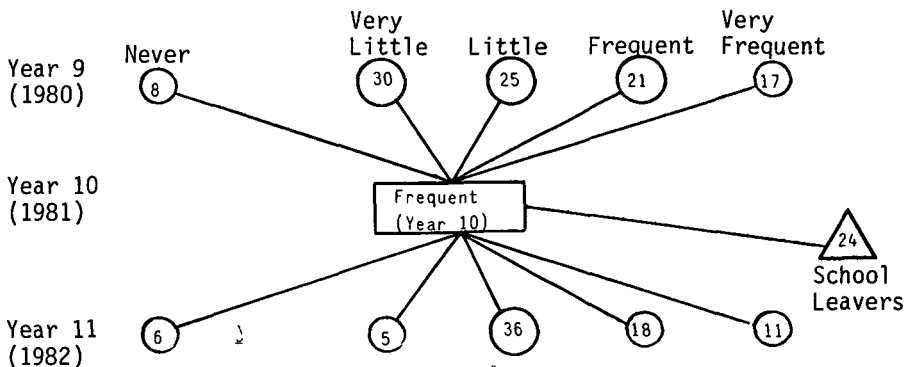 Never
Very
Little
Little
Frequent
Very
Frequent
Year 9
(1980)
8
30
25
21
17
Year 10
(1981)
Frequent
(Year 10)
24
School
Leavers
Year 11
(1982)
6
5
36
18
11